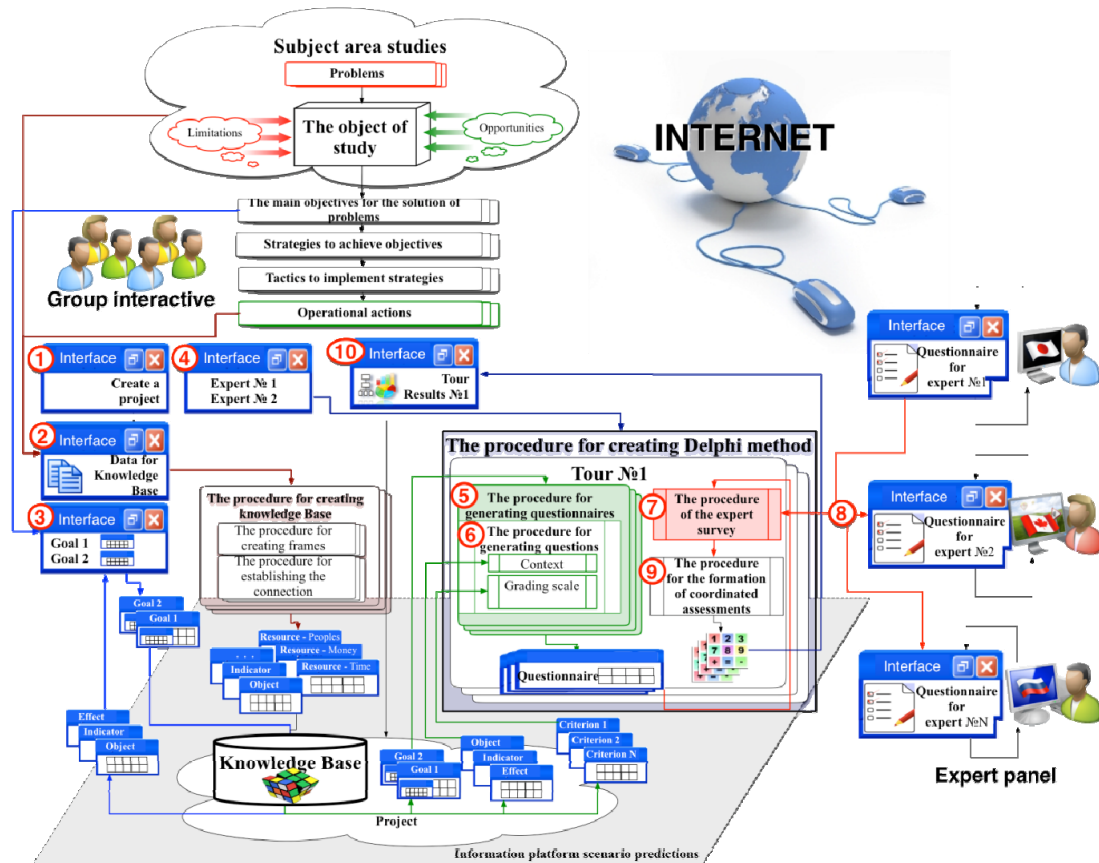 Subject area studies
Problems
Limitations
The object of
study
Opportunities
INTERNET
The main objectives for the solution of
problems
Strategies to achieve objectives
Tactics to implement strategies
Operational actions
Group interactive
1
Interface
Create a
project
4
Interface
Expert № 1
Expert № 2
10
Interface
Tour
Results №1
2
Interface
Data for
Knowledge
Base
3
Interface
Goal 1
Goal 2
The procedure for creating
knowledge Base
The procedure for
creating frames
The procedure for
establishing the
connection
The procedure for creating Delphi method
Tour №1
5
The procedure for
generating questionnaires
6
The procedure for
generating questions
Context
Grading scale
7
The procedure
of the expert
survey
9
The procedure
for the formation
of coordinated
assessments
1 2 3
7 8 9
+ = -
Questionnaire
8
Interface
Questionnaire
for
expert №1
Interface
Questionnaire
for
expert №2
Interface
Questionnaire
for
expert №N
Expert panel
Goal 2
Goal 1
Resource - Peoples
Resource - Money
Resource - Time
. . .
Indicator
Object
Effect
Indicator
Object
Knowledge Base
Goal 2
Goal 1
Object
Indicator
Effect
Criterion 1
Criterion 2
Criterion N
Project
Information platform scenario predictions